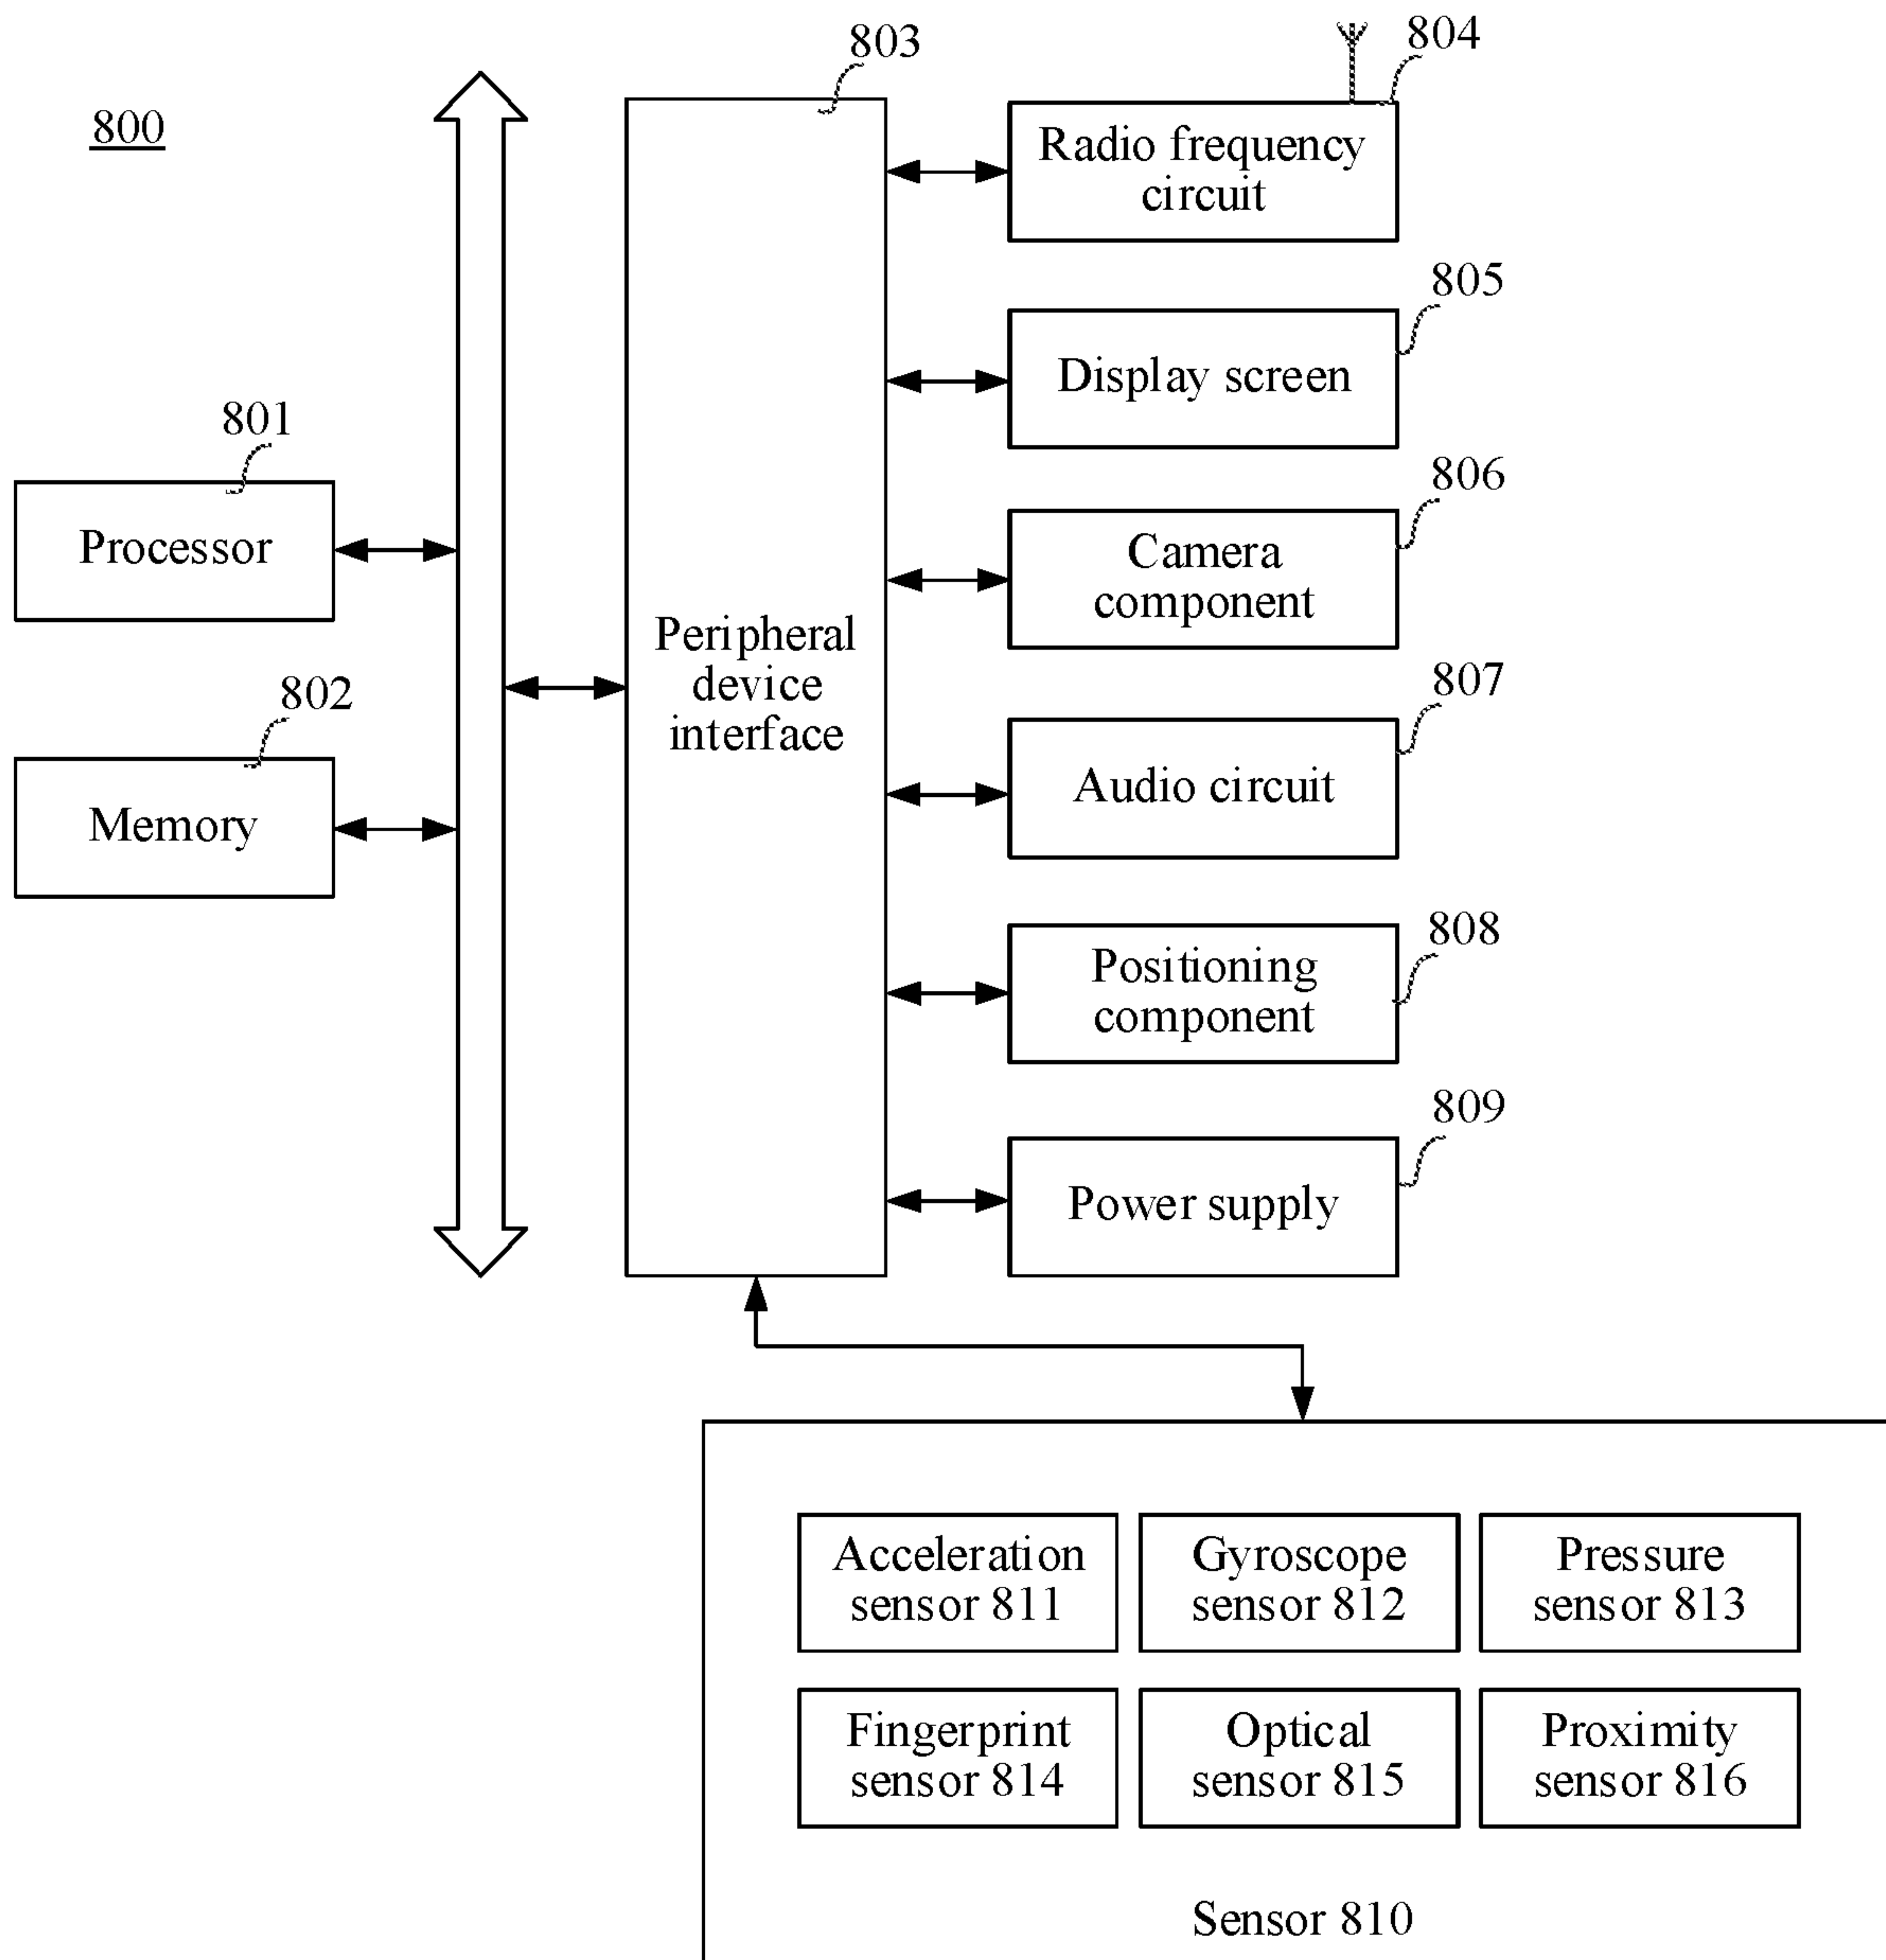 800
803
804
Radio frequency
circuit
805
Display screen
801
Processor
806
Camera
component
Peripheral
device
interface
802
Memory
807
Audio circuit
808
Positioning
component
809
Power supply
Acceleration
sensor 811
Gyroscope
sensor 812
Pressure
sensor 813
Fingerprint
sensor 814
Optical
sensor 815
Proximity
sensor 816
Sensor 810